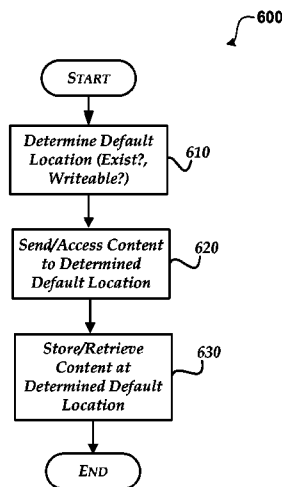 600
START
Determine Default
Location (Exist?,
Writeable?)
610
Send/Access Content
to Determined
Default Location
620
Store/Retrieve
Content at
Determined Default
Location
630
END